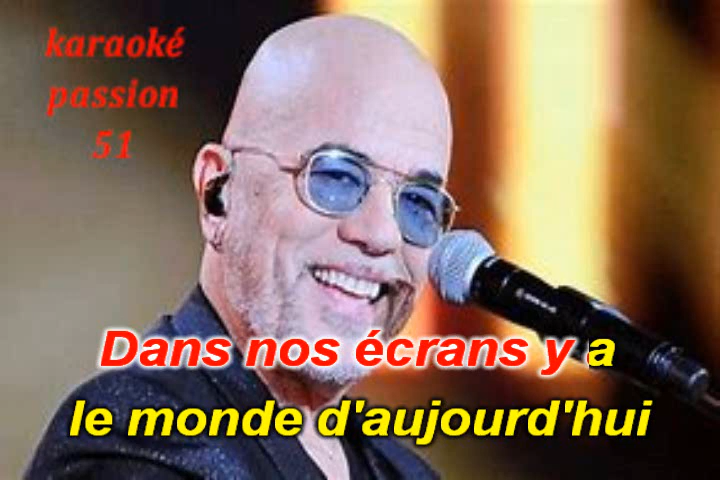 karaoké
passion
51
Dans nos écrans y a
le monde d'aujourd'hui